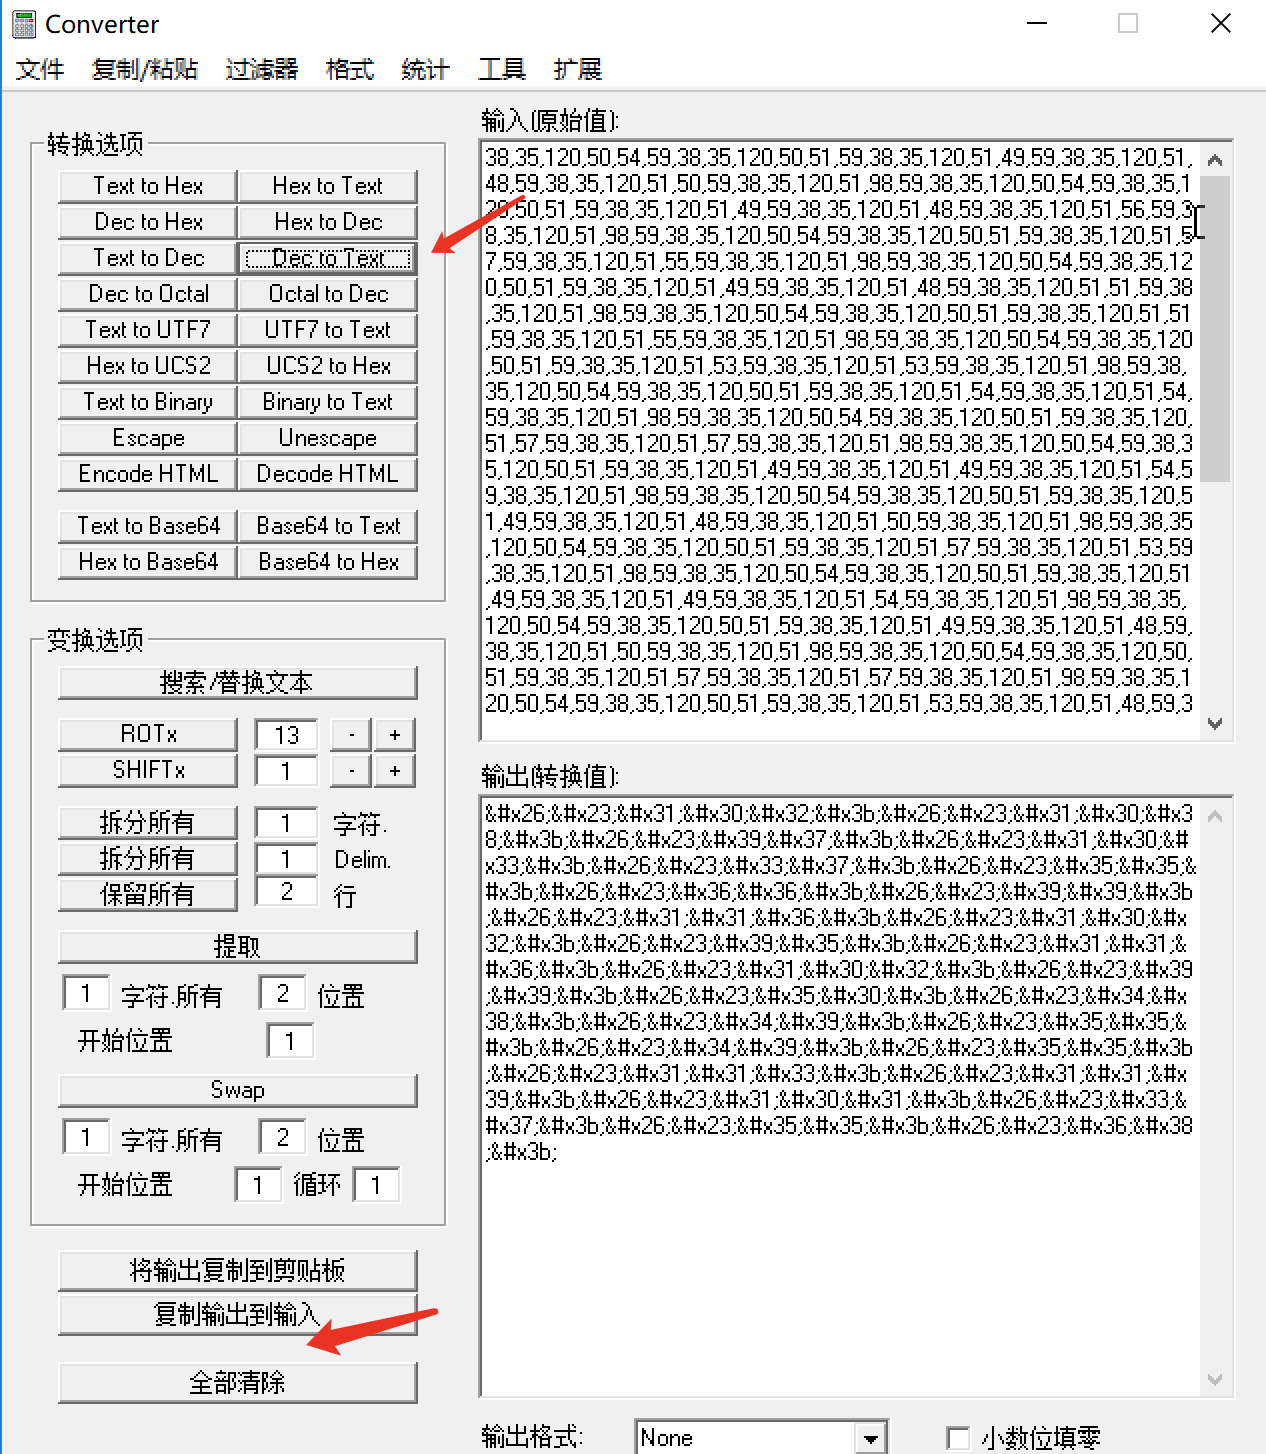 Converter
文件 复制/粘贴 过滤器 格式 统计 工具 扩展
转换选项
Text to Hex Hex to Text
Dec to Hex Hex to Dec
Text to Dec Dec to Text
Dec to Octal Octal to Dec
Text to UTF7 UTF7 to Text
Hex to UCS2 UCS2 to Hex
Text to Binary Binary to Text
Escape Unescape
Encode HTML Decode HTML
Text to Base64 Base64 to Text
Hex to Base64 Base64 to Hex
变换选项
搜索/替换文本
ROTx 13 - +
SHIFTx 1 - +
拆分所有 1 字符.
拆分所有 1 Delim.
保留所有 2 行
提取
1 字符.所有 2 位置
开始位置 1
Swap
1 字符.所有 2 位置
开始位置 1 循环 1
将输出复制到剪贴板
复制输出到输入
全部清除
输入(原始值):
38,35,120,50,54,59,38,35,120,50,51,59,38,35,120,51,49,59,38,35,120,51,
48,59,38,35,120,51,50,59,38,35,120,51,98,59,38,35,120,50,54,59,38,35,1
20,50,51,59,38,35,120,51,49,59,38,35,120,51,48,59,38,35,120,51,56,59,3
8,35,120,51,98,59,38,35,120,50,54,59,38,35,120,50,51,59,38,35,120,51,5
7,59,38,35,120,51,55,59,38,35,120,51,98,59,38,35,120,50,54,59,38,35,12
0,50,51,59,38,35,120,51,49,59,38,35,120,51,48,59,38,35,120,51,51,59,38
,35,120,51,98,59,38,35,120,50,54,59,38,35,120,50,51,59,38,35,120,51,51
,59,38,35,120,51,55,59,38,35,120,51,98,59,38,35,120,50,54,59,38,35,120
,50,51,59,38,35,120,51,53,59,38,35,120,51,53,59,38,35,120,51,98,59,38,
35,120,50,54,59,38,35,120,50,51,59,38,35,120,51,54,59,38,35,120,51,54,
59,38,35,120,51,98,59,38,35,120,50,54,59,38,35,120,50,51,59,38,35,120,
51,57,59,38,35,120,51,57,59,38,35,120,51,98,59,38,35,120,50,54,59,38,3
5,120,50,51,59,38,35,120,51,49,59,38,35,120,51,49,59,38,35,120,51,54,5
9,38,35,120,51,98,59,38,35,120,50,54,59,38,35,120,50,51,59,38,35,120,5
1,49,59,38,35,120,51,48,59,38,35,120,51,50,59,38,35,120,51,98,59,38,35
,120,50,54,59,38,35,120,50,51,59,38,35,120,51,57,59,38,35,120,51,53,59
,38,35,120,51,98,59,38,35,120,50,54,59,38,35,120,50,51,59,38,35,120,51
,49,59,38,35,120,51,49,59,38,35,120,51,54,59,38,35,120,51,98,59,38,35,
120,50,54,59,38,35,120,50,51,59,38,35,120,51,49,59,38,35,120,51,48,59,
38,35,120,51,50,59,38,35,120,51,98,59,38,35,120,50,54,59,38,35,120,50,
51,59,38,35,120,51,57,59,38,35,120,51,57,59,38,35,120,51,98,59,38,35,1
20,50,54,59,38,35,120,50,51,59,38,35,120,51,53,59,38,35,120,51,48,59,3
输出(转换值):
&#x26;&#x23;&#x31;&#x30;&#x32;&#x3b;&#x26;&#x23;&#x31;&#x30;&#x3
8;&#x3b;&#x26;&#x23;&#x39;&#x37;&#x3b;&#x26;&#x23;&#x31;&#x30;&#
x33;&#x3b;&#x26;&#x23;&#x33;&#x37;&#x3b;&#x26;&#x23;&#x35;&#x35;&#
x3b;&#x26;&#x23;&#x36;&#x36;&#x3b;&#x26;&#x23;&#x39;&#x39;&#x3b
;&#x26;&#x23;&#x31;&#x31;&#x36;&#x3b;&#x26;&#x23;&#x31;&#x30;&#x
32;&#x3b;&#x26;&#x23;&#x39;&#x35;&#x3b;&#x26;&#x23;&#x31;&#x31;&#
x36;&#x3b;&#x26;&#x23;&#x31;&#x30;&#x32;&#x3b;&#x26;&#x23;&#x39
;&#x39;&#x3b;&#x26;&#x23;&#x35;&#x30;&#x3b;&#x26;&#x23;&#x34;&#x
38;&#x3b;&#x26;&#x23;&#x34;&#x39;&#x3b;&#x26;&#x23;&#x35;&#x35;&#
x3b;&#x26;&#x23;&#x34;&#x39;&#x3b;&#x26;&#x23;&#x35;&#x35;&#x3b
;&#x26;&#x23;&#x31;&#x31;&#x33;&#x3b;&#x26;&#x23;&#x31;&#x31;&#x
39;&#x3b;&#x26;&#x23;&#x31;&#x30;&#x31;&#x3b;&#x26;&#x23;&#x33;&#
x37;&#x3b;&#x26;&#x23;&#x35;&#x35;&#x3b;&#x26;&#x23;&#x36;&#x38
;&#x3b;
输出格式: None 小数位填零